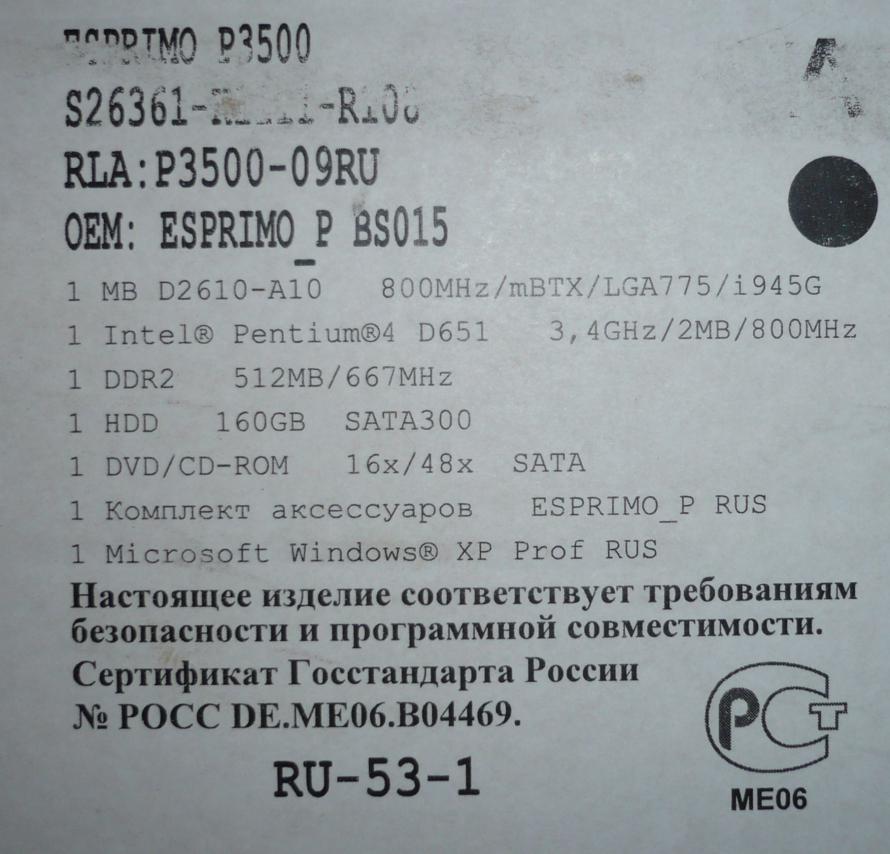 ESPRIMO P3500
RLA:P3500-09RU
OEM: ESPRIMO_P BS015
1 MB D2610-A10 800MHz/mBTX/LGA775/i945G
1 Intel® Pentium®4 D651 3,4GHz/2MB/800MHz
1 DDR2 512MB/667MHz
1 HDD 160GB SATA300
1 DVD/CD-ROM 16x/48x SATA
1 Комплект аксессуаров ESPRIMO_P RUS
1 Microsoft Windows® XP Prof RUS
Настоящее изделие соответствует требованиям
безопасности и программной совместимости.
Сертификат Госстандарта России
№ РОСС DE.ME06.B04469.
РСТ
RU-53-1
ME06